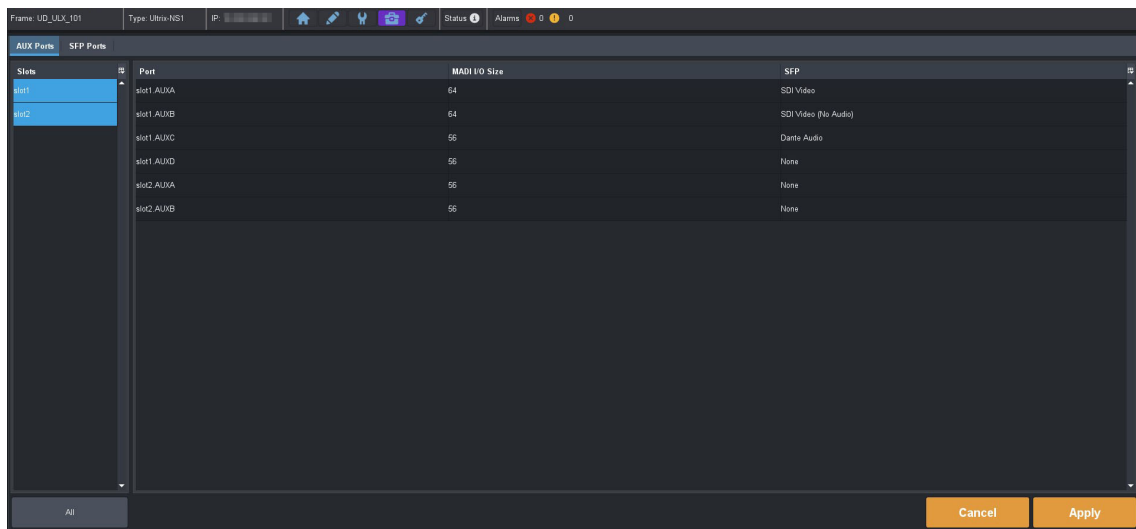 Frame: UD_ULX_101 Type: Ultrix-NS1 IP: Status Alarms 0 0
AUX Ports SFP Ports
Slots Port MADI I/O Size SFP
slot1 slot1.AUXA 64 SDI Video
slot2 slot1.AUXB 64 SDI Video (No Audio)
slot1.AUXC 56 Dante Audio
slot1.AUXD 56 None
slot2.AUXA 56 None
slot2.AUXB 56 None
All Cancel Apply